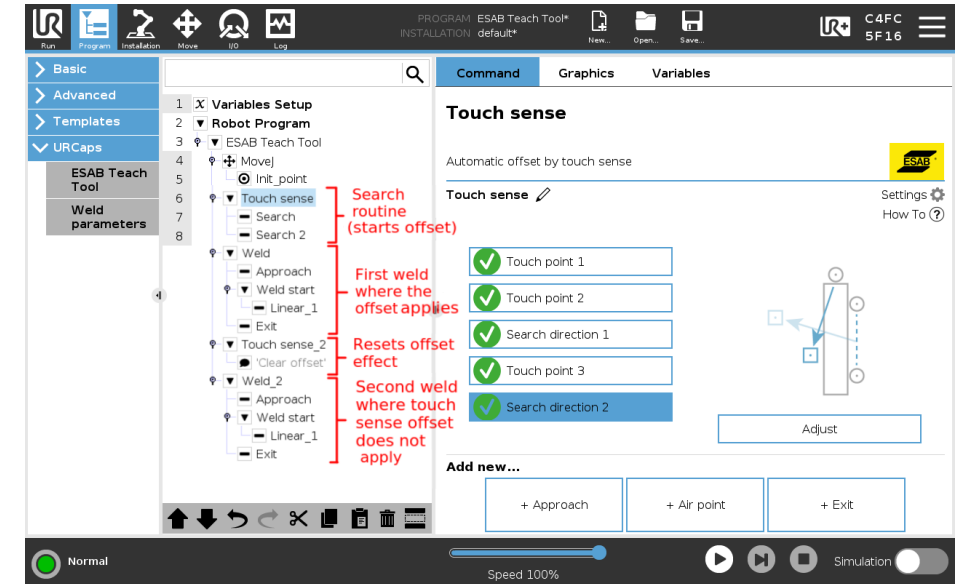 PROGRAM ESAB Teach Tool*
INSTALLATION default*
Run
Program
Installation
Move
I/O
Log
New...
Open...
Save...
UR+
C4FC
5F16
Basic
Advanced
Templates
URCaps
ESAB Teach
Tool
Weld
parameters
1 X Variables Setup
2 Robot Program
3 ESAB Teach Tool
4 MoveJ
5 Init_point
6 Touch sense
7 Search
8 Search 2
Weld
Approach
Weld start
Linear_1
Exit
Touch sense_2
'Clear offset'
Weld_2
Approach
Weld start
Linear_1
Exit
Search
routine
(starts offset)
First weld
where the
offset applies
Resets offset
effect
Second weld
where touch
sense offset
does not
apply
Command
Graphics
Variables
Touch sense
Automatic offset by touch sense
ESAB
Touch sense
Settings
How To ?
Touch point 1
Touch point 2
Search direction 1
Touch point 3
Search direction 2
Adjust
Add new...
+ Approach
+ Air point
+ Exit
Normal
Speed 100%
Simulation